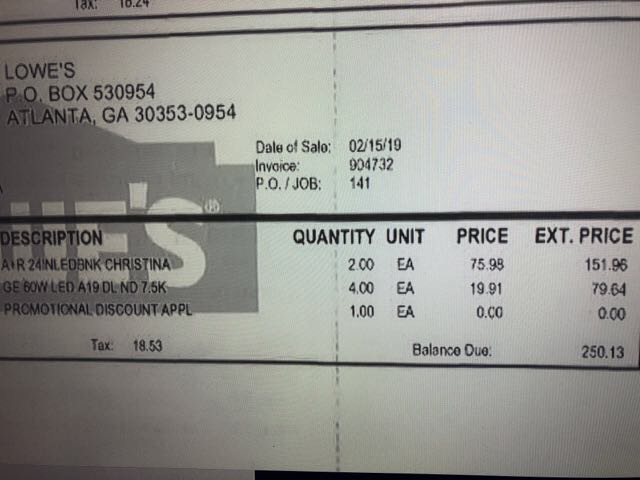 Tax: 16.24
LOWE'S
P.O. BOX 530954
ATLANTA, GA 30353-0954
Date of Sale: 02/15/19
Invoice: 904732
P.O. / JOB: 141
E'S®
DESCRIPTION QUANTITY UNIT PRICE EXT. PRICE
A+R 24INLEDBNK CHRISTINA 2.00 EA 75.98 151.96
GE 60W LED A19 DL ND 7.5K 4.00 EA 19.91 79.64
PROMOTIONAL DISCOUNT APPL 1.00 EA 0.00 0.00
Tax: 18.53 Balance Due: 250.13